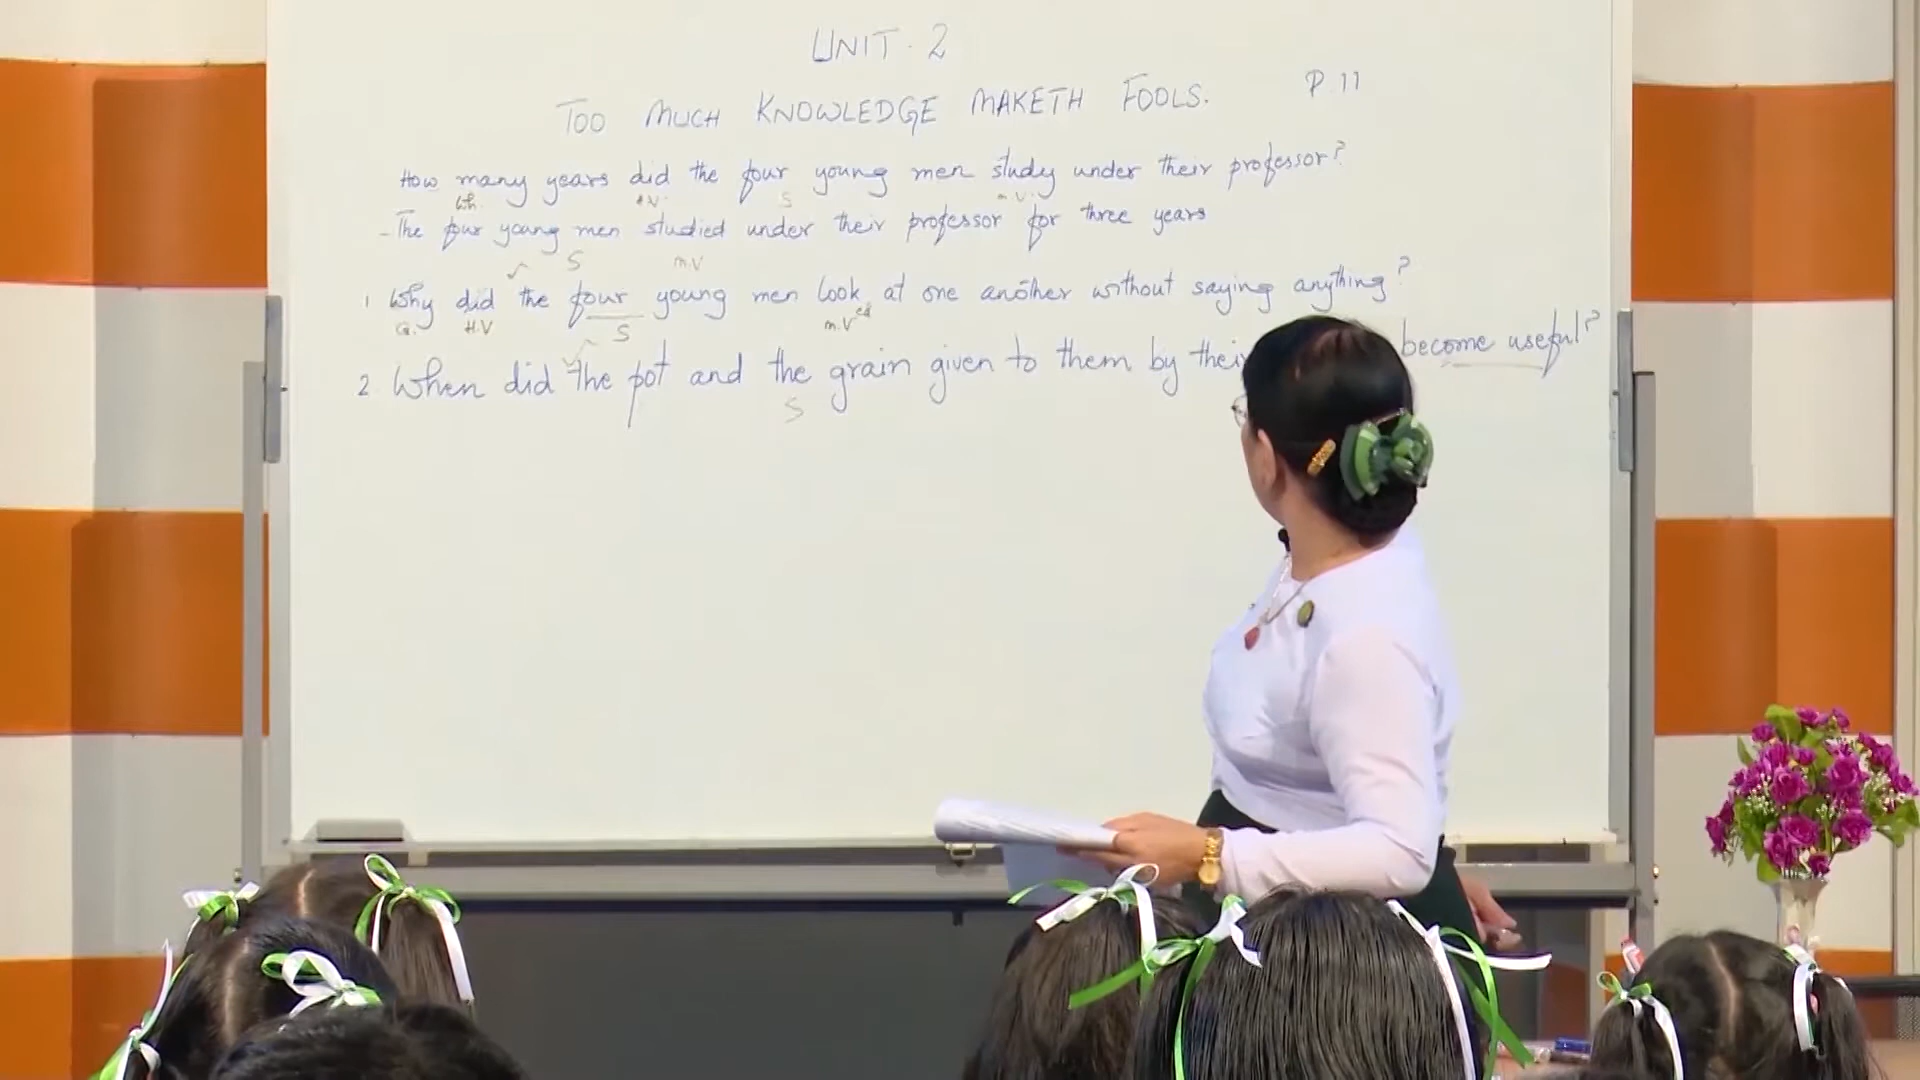 UNIT. 2
TOO MUCH KNOWLEDGE MAKETH FOOLS. P. 11
How many years did the four young men study under their professor?
Wh. H.V S m.V.
- The four young men studied under their professor for three years
S m.V
1 Why did the four young men look at one another without saying anything?
Q. H.V S m.V ed
2. When did the pot and the grain given to them by their become useful?
S